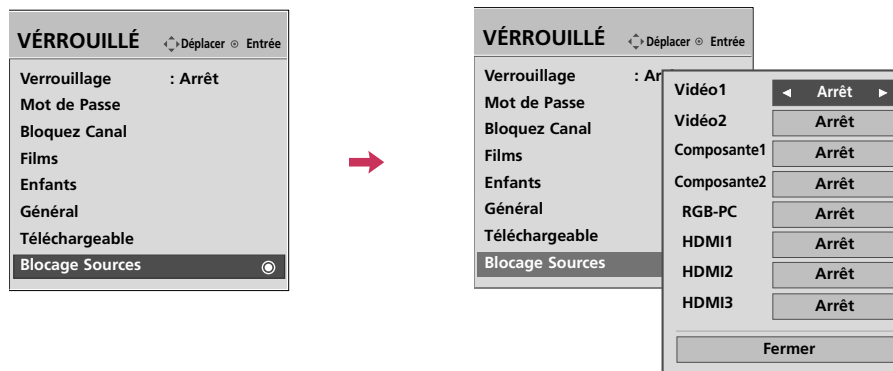 VÉRROUILLÉ Déplacer Entrée
Verrouillage : Arrêt
Mot de Passe
Bloquez Canal
Films
Enfants
Général
Téléchargeable
Blocage Sources
VÉRROUILLÉ Déplacer Entrée
Verrouillage : Ar
Mot de Passe
Bloquez Canal
Films
Enfants
Général
Téléchargeable
Blocage Sources
Vidéo1 Arrêt
Vidéo2 Arrêt
Composante1 Arrêt
Composante2 Arrêt
RGB-PC Arrêt
HDMI1 Arrêt
HDMI2 Arrêt
HDMI3 Arrêt
Fermer